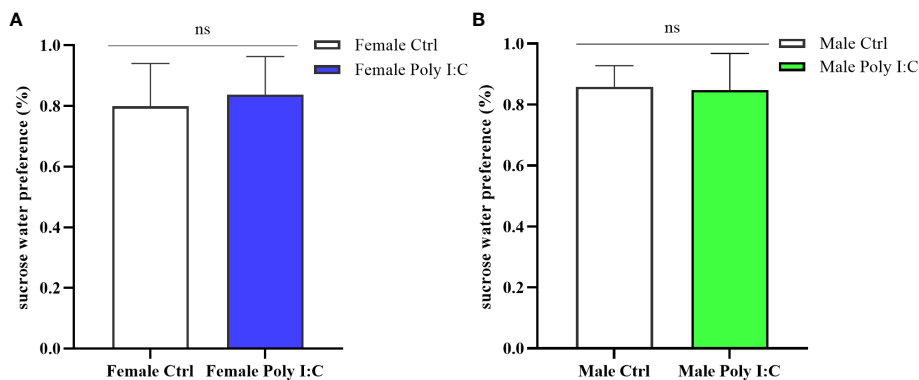 A
ns
Female Ctrl
Female Poly I:C
sucrose water preference (%)
1.0
0.8
0.6
0.4
0.2
0.0
Female Ctrl Female Poly I:C
B
ns
Male Ctrl
Male Poly I:C
sucrose water preference (%)
1.0
0.8
0.6
0.4
0.2
0.0
Male Ctrl Male Poly I:C